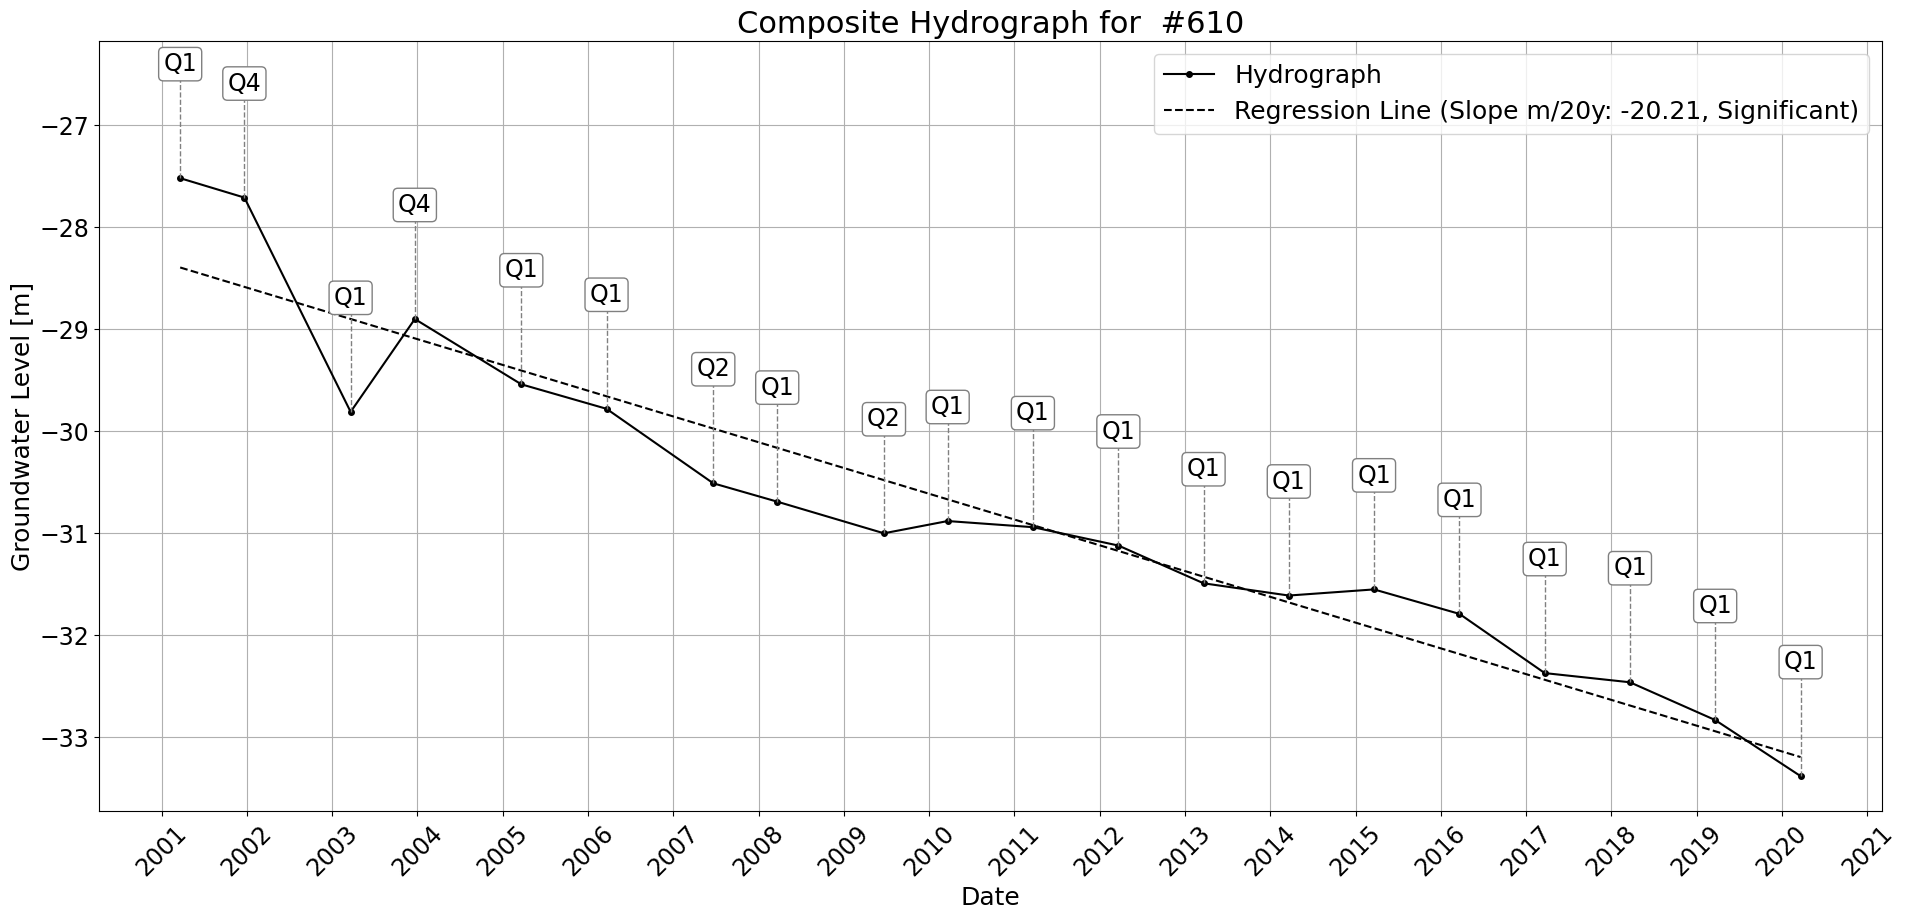 Composite Hydrograph for  #610
Hydrograph
Regression Line (Slope m/20y: -20.21, Significant)
Groundwater Level [m]
−27
−28
−29
−30
−31
−32
−33
Q1
Q4
Q1
Q4
Q1
Q1
Q2
Q1
Q2
Q1
Q1
Q1
Q1
Q1
Q1
Q1
Q1
Q1
Q1
Q1
2001
2002
2003
2004
2005
2006
2007
2008
2009
2010
2011
2012
2013
2014
2015
2016
2017
2018
2019
2020
2021
Date